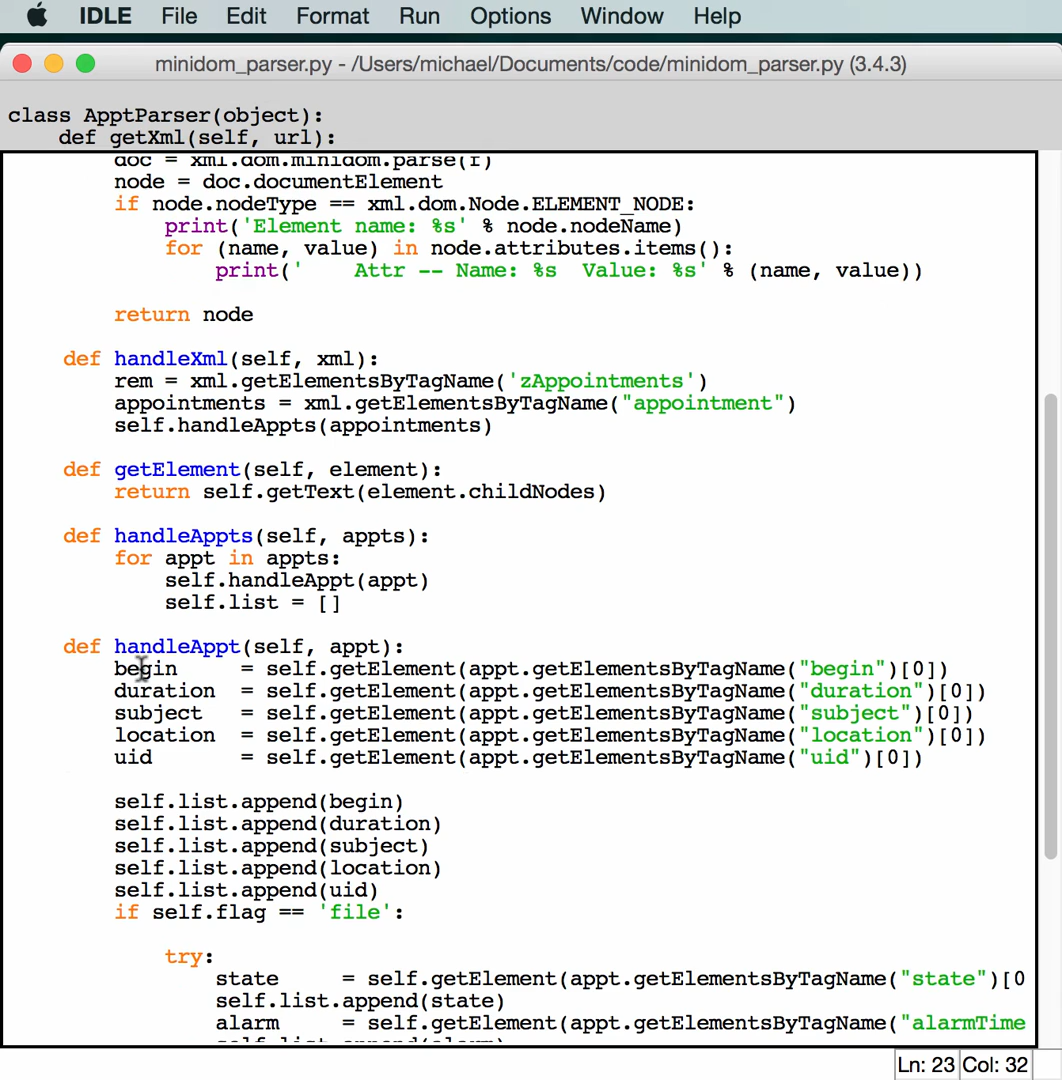 IDLE File Edit Format Run Options Window Help
minidom_parser.py - /Users/michael/Documents/code/minidom_parser.py (3.4.3)
class ApptParser(object):
    def getXml(self, url):
        doc = xml.dom.minidom.parse(f)
        node = doc.documentElement
        if node.nodeType == xml.dom.Node.ELEMENT_NODE:
            print('Element name: %s' % node.nodeName)
            for (name, value) in node.attributes.items():
                print('    Attr -- Name: %s  Value: %s' % (name, value))
        return node
    def handleXml(self, xml):
        rem = xml.getElementsByTagName('zAppointments')
        appointments = xml.getElementsByTagName("appointment")
        self.handleAppts(appointments)
    def getElement(self, element):
        return self.getText(element.childNodes)
    def handleAppts(self, appts):
        for appt in appts:
            self.handleAppt(appt)
            self.list = []
    def handleAppt(self, appt):
        begin     = self.getElement(appt.getElementsByTagName("begin")[0])
        duration  = self.getElement(appt.getElementsByTagName("duration")[0])
        subject   = self.getElement(appt.getElementsByTagName("subject")[0])
        location  = self.getElement(appt.getElementsByTagName("location")[0])
        uid       = self.getElement(appt.getElementsByTagName("uid")[0])
        self.list.append(begin)
        self.list.append(duration)
        self.list.append(subject)
        self.list.append(location)
        self.list.append(uid)
        if self.flag == 'file':
            try:
                state     = self.getElement(appt.getElementsByTagName("state")[0
                self.list.append(state)
                alarm     = self.getElement(appt.getElementsByTagName("alarmTime
                self.list.append(alarm)
Ln: 23 Col: 32